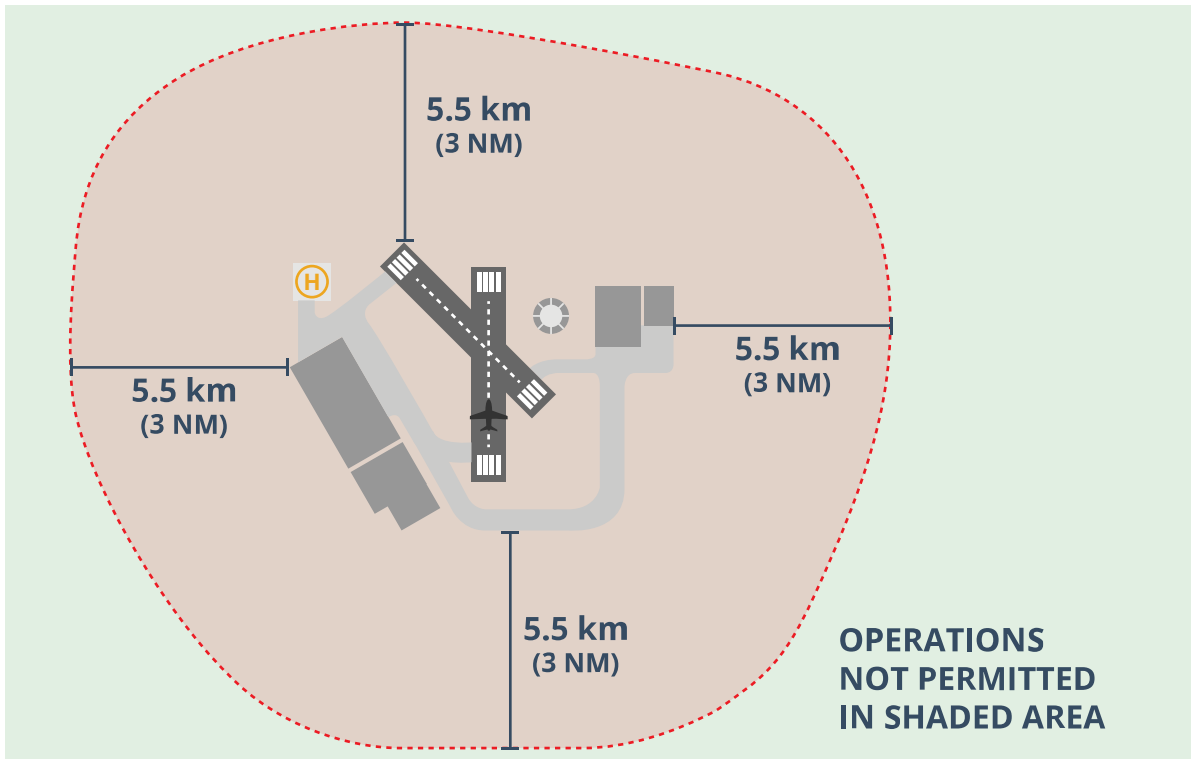 5.5 km
(3 NM)
H
5.5 km
(3 NM)
5.5 km
(3 NM)
5.5 km
(3 NM)
OPERATIONS
NOT PERMITTED
IN SHADED AREA